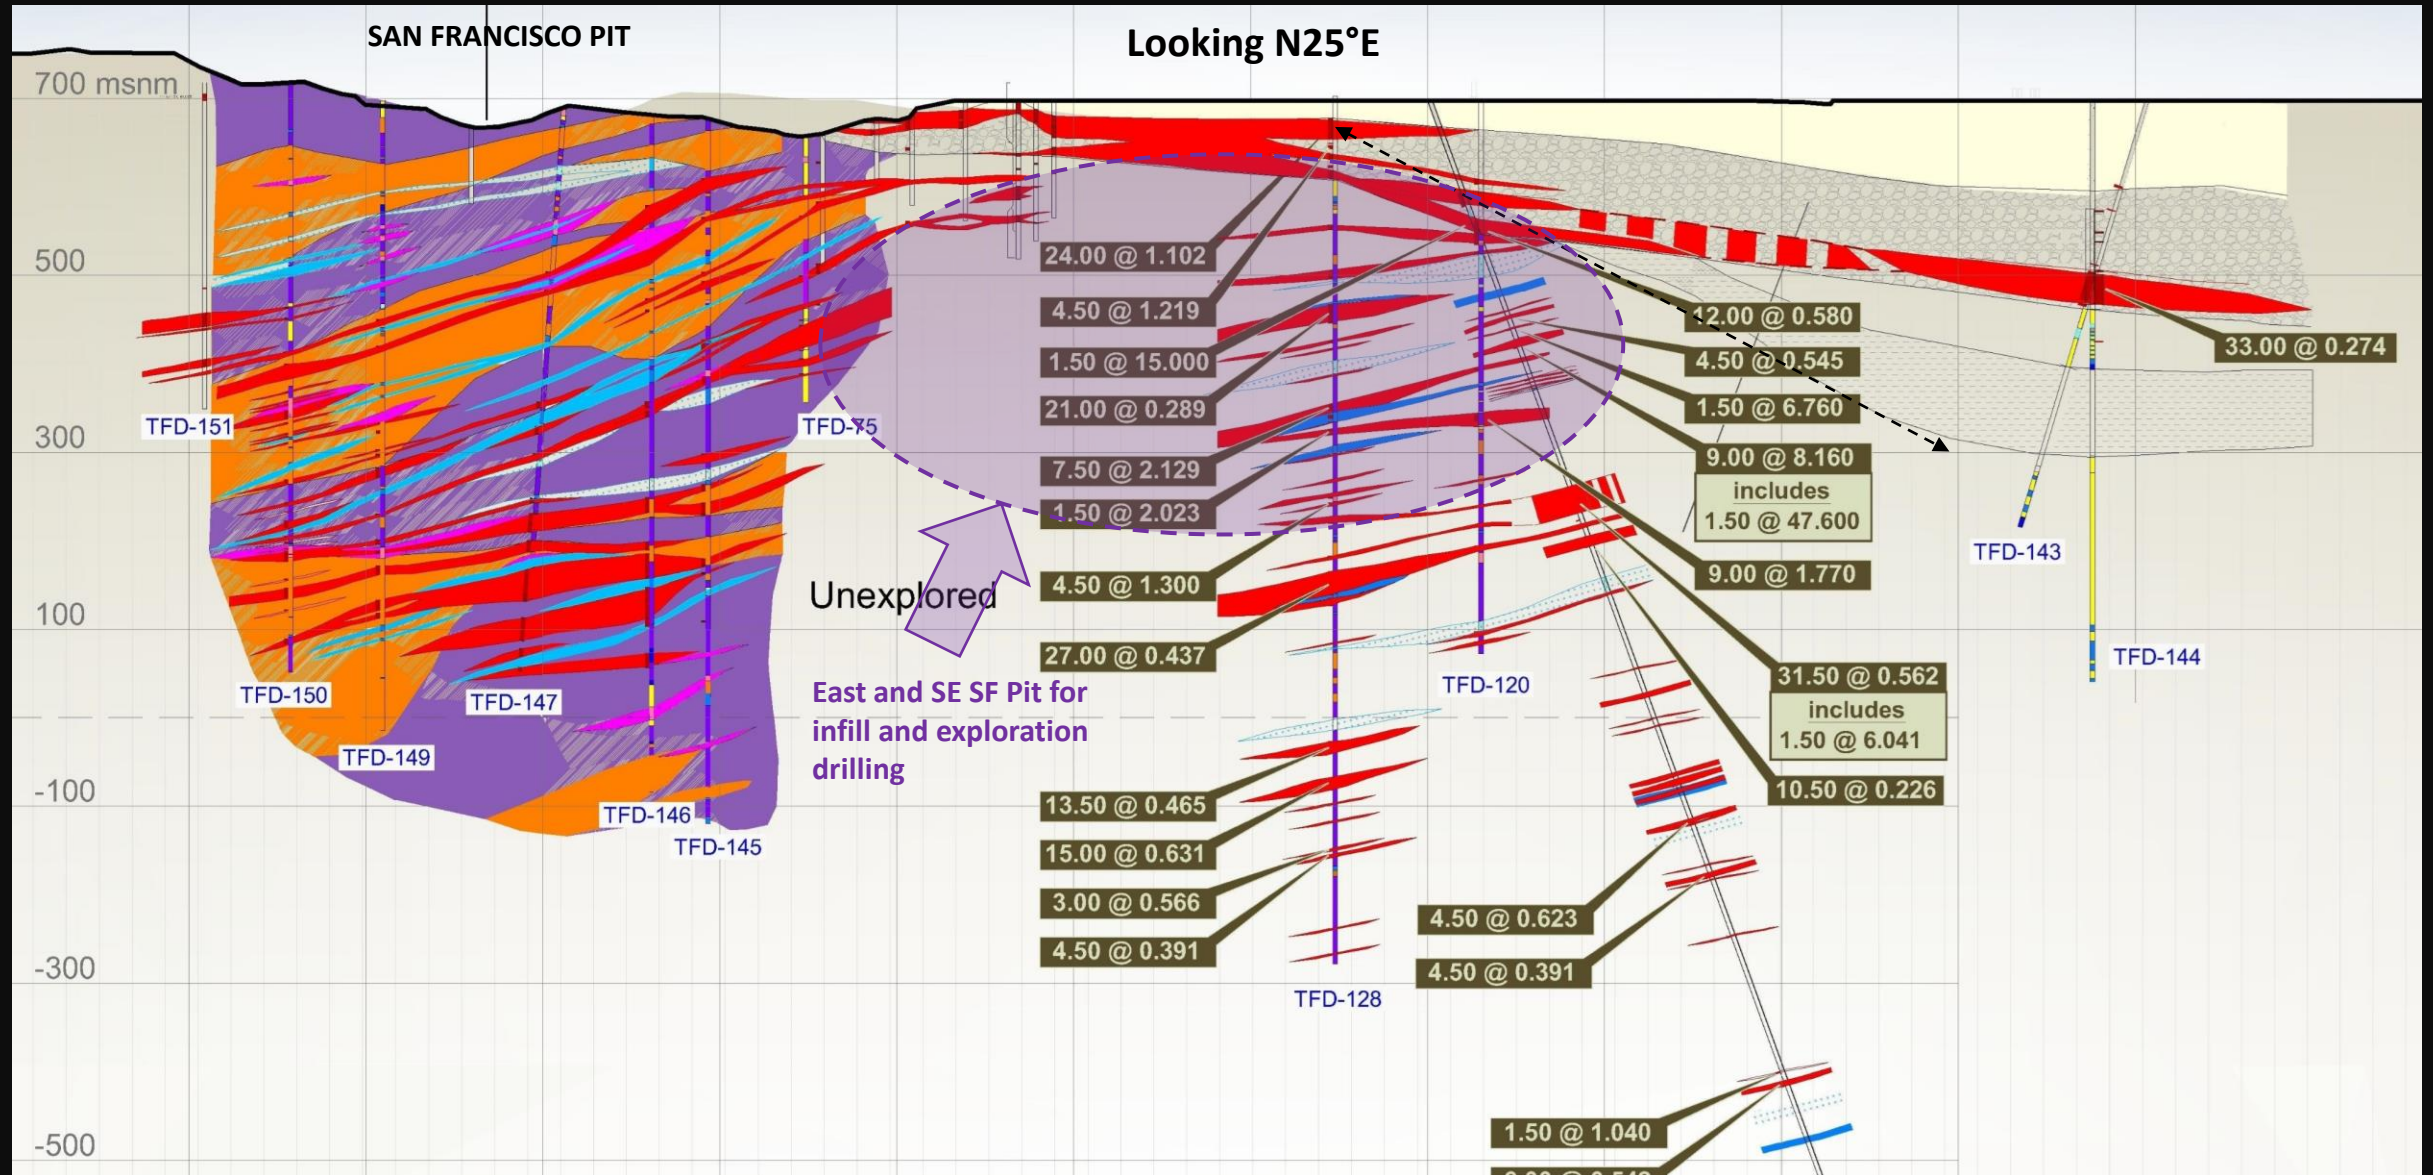 SAN FRANCISCO PIT
Looking N25°E
700 msnm
500
300
100
-100
-300
-500
TFD-151
TFD-150
TFD-149
TFD-147
TFD-146
TFD-145
TFD-75
Unexplored
East and SE SF Pit for
infill and exploration
drilling
24.00 @ 1.102
4.50 @ 1.219
1.50 @ 15.000
21.00 @ 0.289
7.50 @ 2.129
1.50 @ 2.023
4.50 @ 1.300
27.00 @ 0.437
13.50 @ 0.465
15.00 @ 0.631
3.00 @ 0.566
4.50 @ 0.391
TFD-128
TFD-120
12.00 @ 0.580
4.50 @ 0.545
1.50 @ 6.760
9.00 @ 8.160
includes
1.50 @ 47.600
9.00 @ 1.770
31.50 @ 0.562
includes
1.50 @ 6.041
10.50 @ 0.226
4.50 @ 0.623
4.50 @ 0.391
1.50 @ 1.040
33.00 @ 0.274
TFD-143
TFD-144